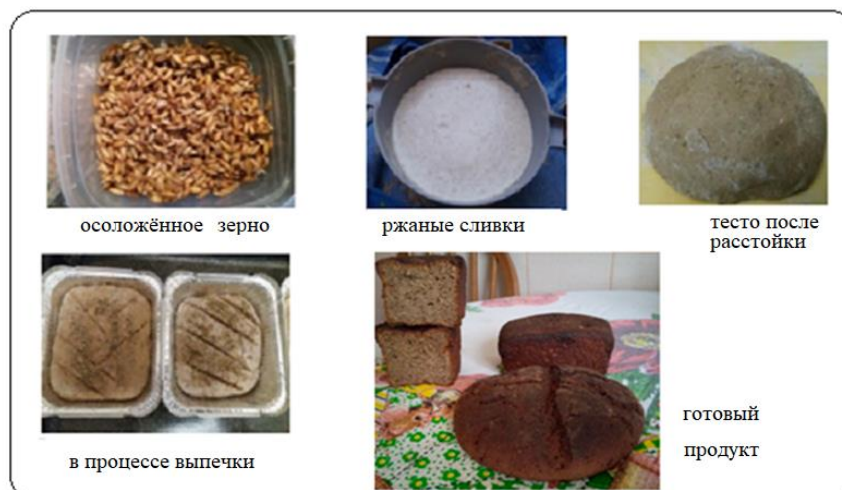 осоложённое зерно
ржаные сливки
тесто после
расстойки
в процессе выпечки
готовый
продукт